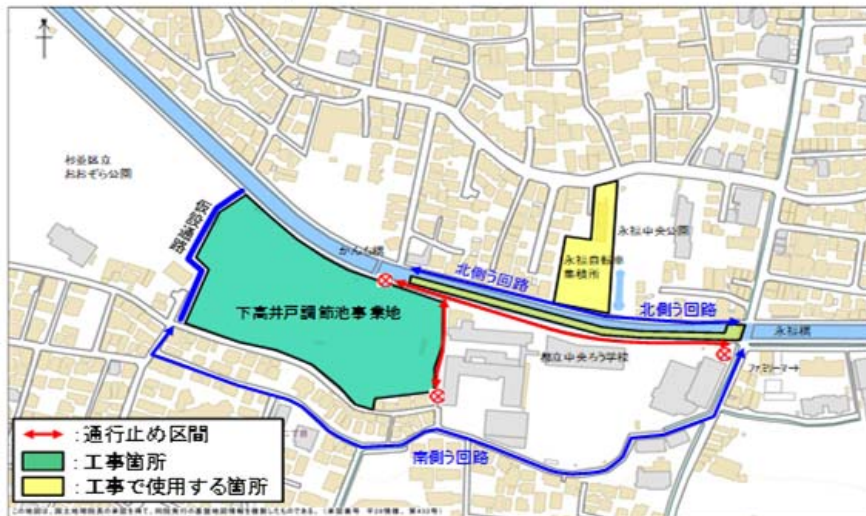 杉並区立
おおぞら公園
仮設通路
かんな橋
北側う回路
永福中央公園
永福自転車
集積所
北側う回路
下高井戸調節池事業地
永福橋
都立中央ろう学校
ファミリーマート
南側う回路
:通行止め区間
:工事箇所
:工事で使用する箇所